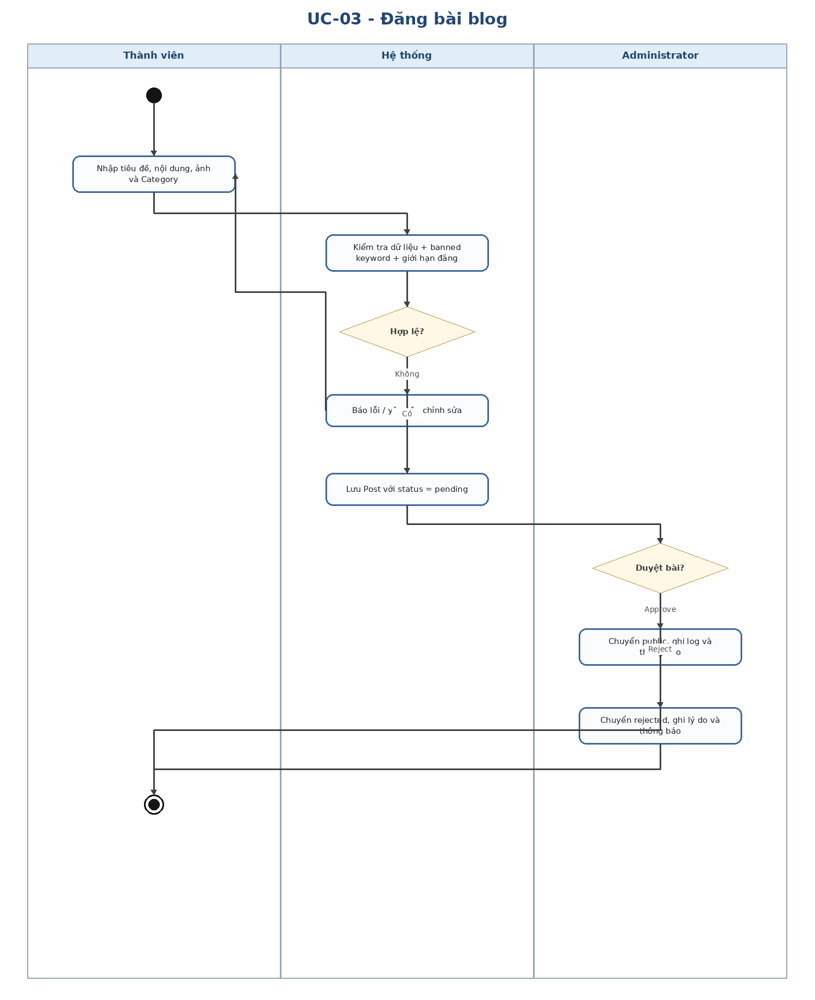 UC-03 - Đăng bài blog
Thành viên
Hệ thống
Administrator
Nhập tiêu đề, nội dung, ảnh
và Category
Kiểm tra dữ liệu + banned
keyword + giới hạn đăng
Hợp lệ?
Không
Báo lỗi / chỉnh sửa
Có
Lưu Post với status = pending
Duyệt bài?
Approve
Chuyển public, ghi log và
Reject
Chuyển rejected, ghi lý do và
thông báo